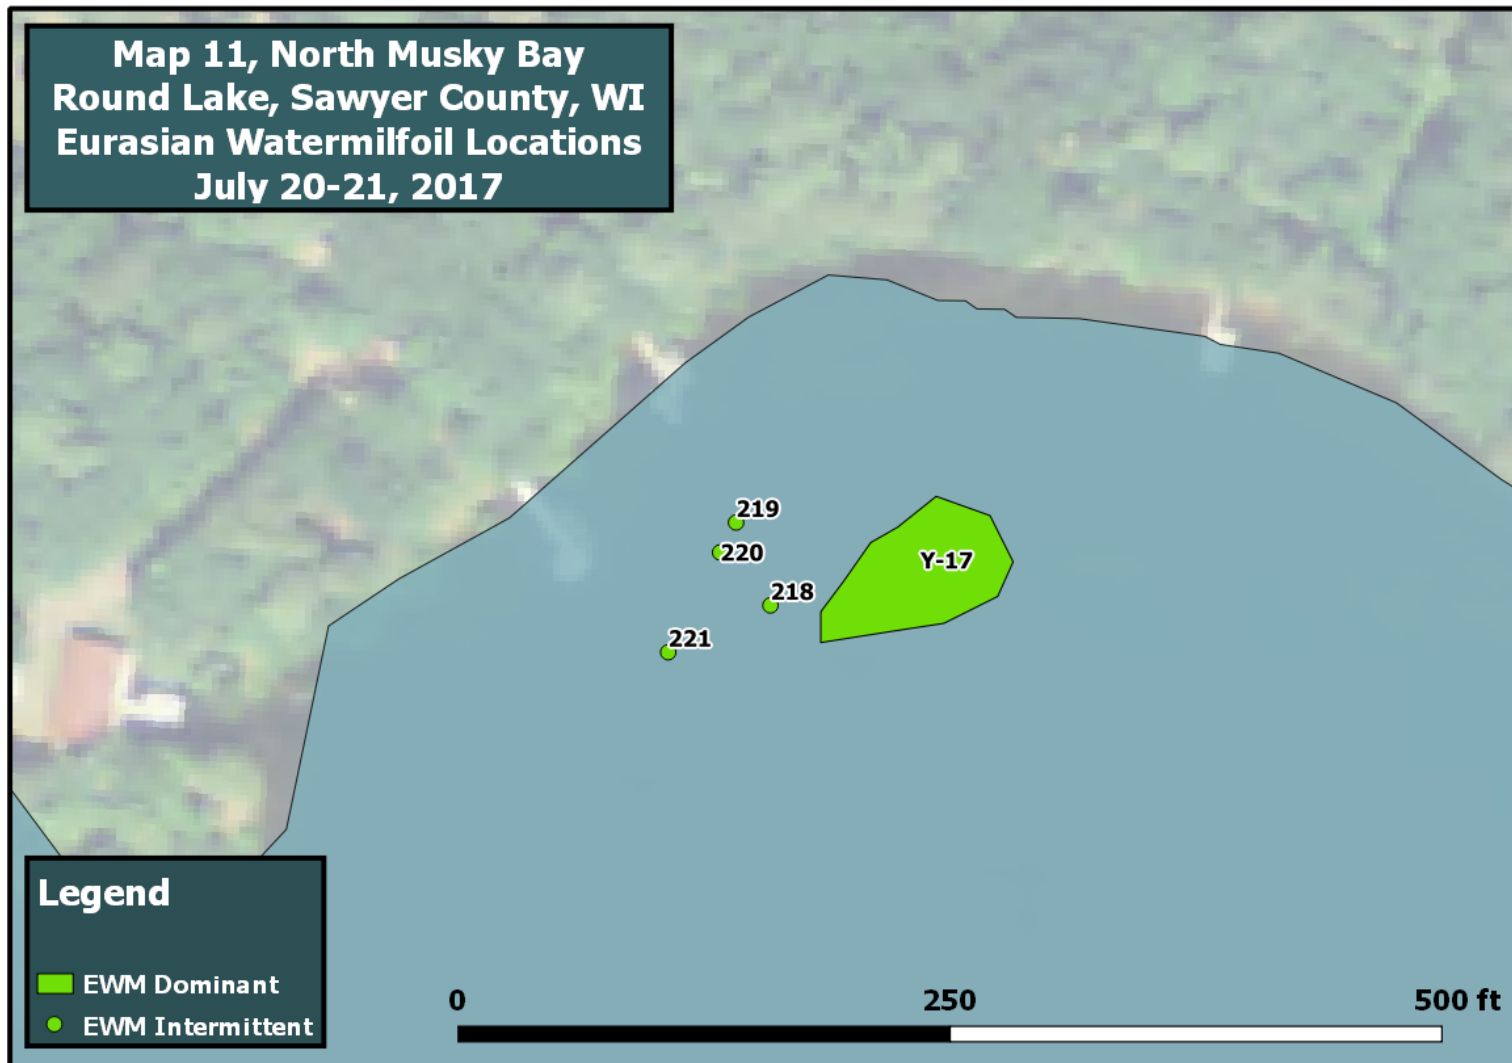 Map 11, North Musky Bay
Round Lake, Sawyer County, WI
Eurasian Watermilfoil Locations
July 20-21, 2017
219
220
Y-17
218
221
Legend
EWM Dominant
EWM Intermittent
0 250 500 ft